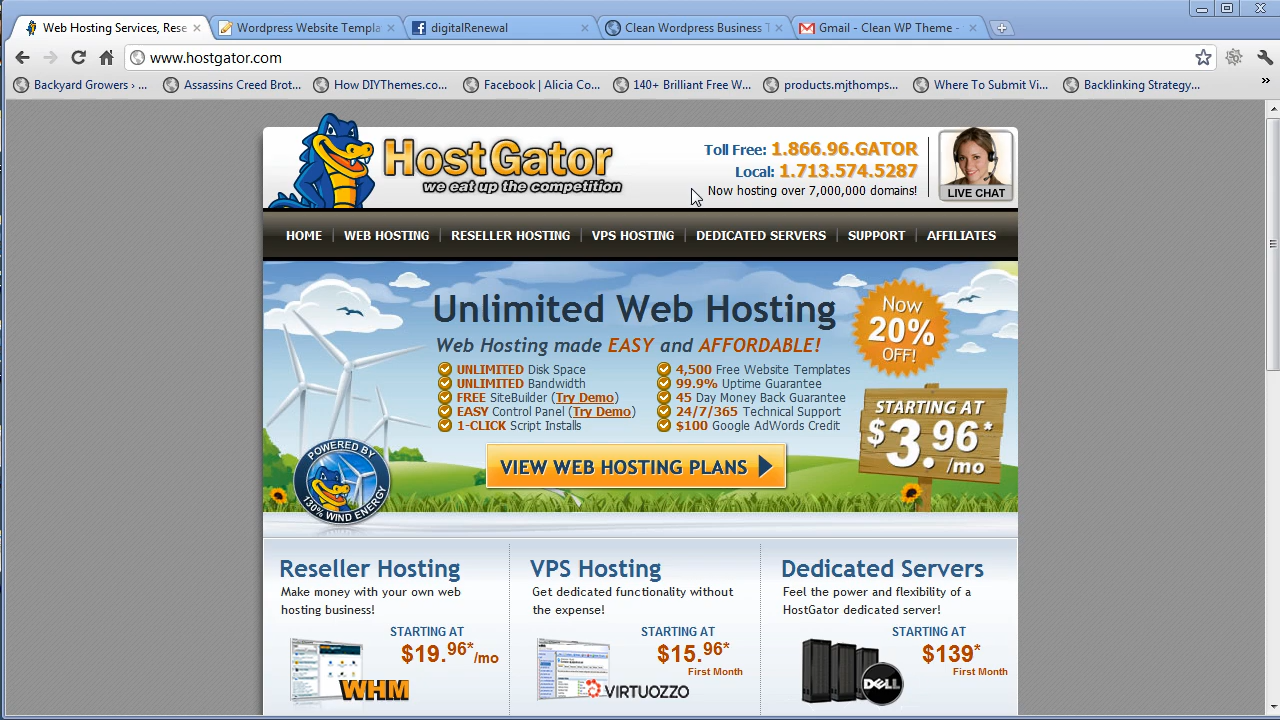 Web Hosting Services, Rese
Wordpress Website Templa
digitalRenewal
Clean Wordpress Business T
Gmail - Clean WP Theme -
www.hostgator.com
Backyard Growers › ...
Assassins Creed Brot...
How DIYThemes.co...
Facebook | Alicia Co...
140+ Brilliant Free W...
products.mjthomps...
Where To Submit Vi...
Backlinking Strategy...
HostGator
we eat up the competition
Toll Free: 1.866.96.GATOR
Local: 1.713.574.5287
Now hosting over 7,000,000 domains!
LIVE CHAT
HOME
WEB HOSTING
RESELLER HOSTING
VPS HOSTING
DEDICATED SERVERS
SUPPORT
AFFILIATES
Unlimited Web Hosting
Web Hosting made EASY and AFFORDABLE!
UNLIMITED Disk Space
UNLIMITED Bandwidth
FREE SiteBuilder (Try Demo)
EASY Control Panel (Try Demo)
1-CLICK Script Installs
4,500 Free Website Templates
99.9% Uptime Guarantee
45 Day Money Back Guarantee
24/7/365 Technical Support
$100 Google AdWords Credit
Now
20%
OFF!
STARTING AT
$3.96*
/mo
VIEW WEB HOSTING PLANS
POWERED BY
130% WIND ENERGY
Reseller Hosting
Make money with your own web
hosting business!
STARTING AT
$19.96*/mo
WHM
VPS Hosting
Get dedicated functionality without
the expense!
STARTING AT
$15.96*
First Month
VIRTUOZZO
Dedicated Servers
Feel the power and flexibility of a
HostGator dedicated server!
STARTING AT
$139*
First Month
DELL